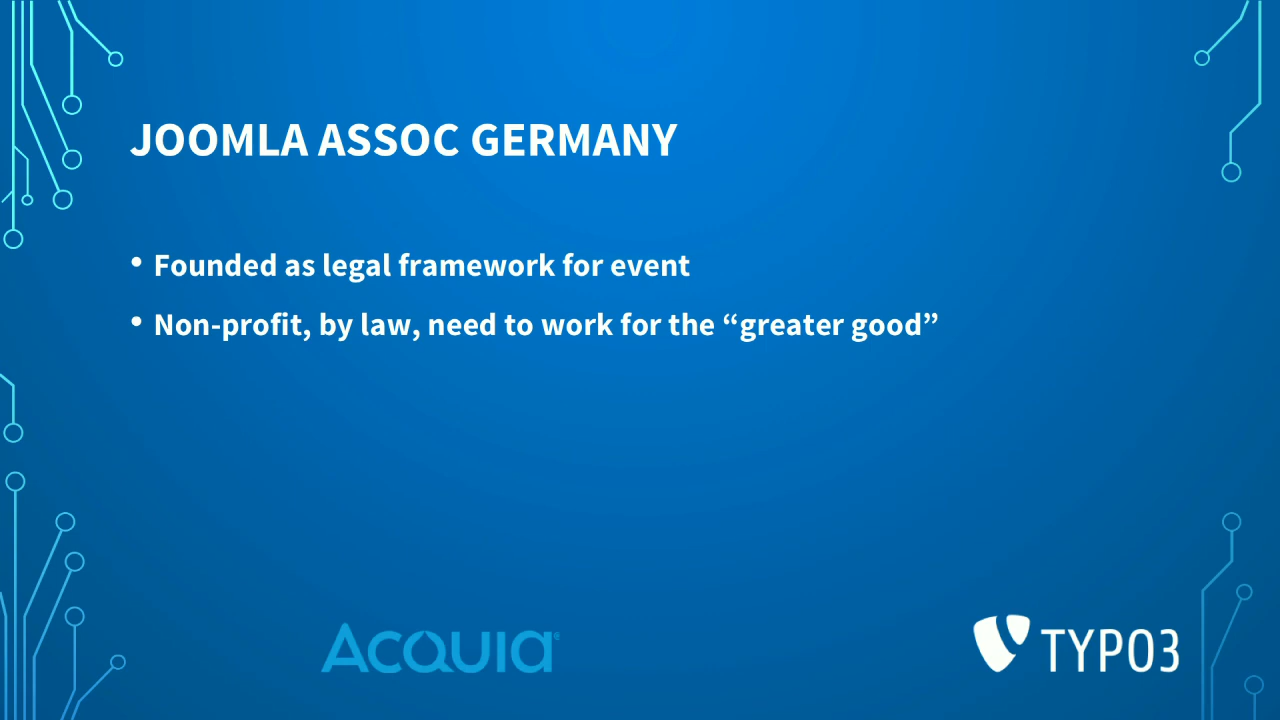 JOOMLA ASSOC GERMANY
• Founded as legal framework for event
• Non-profit, by law, need to work for the “greater good”
ACQUIA®
TYPO3